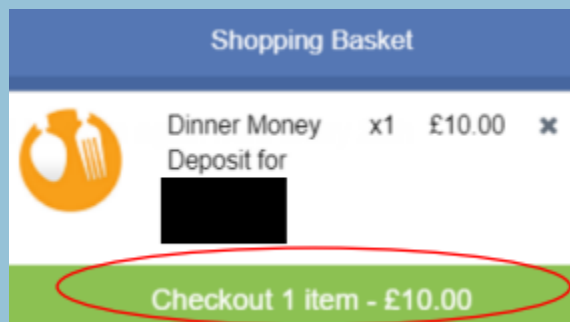 Shopping Basket
Dinner Money x1 £10.00 ×
Deposit for
Checkout 1 item - £10.00